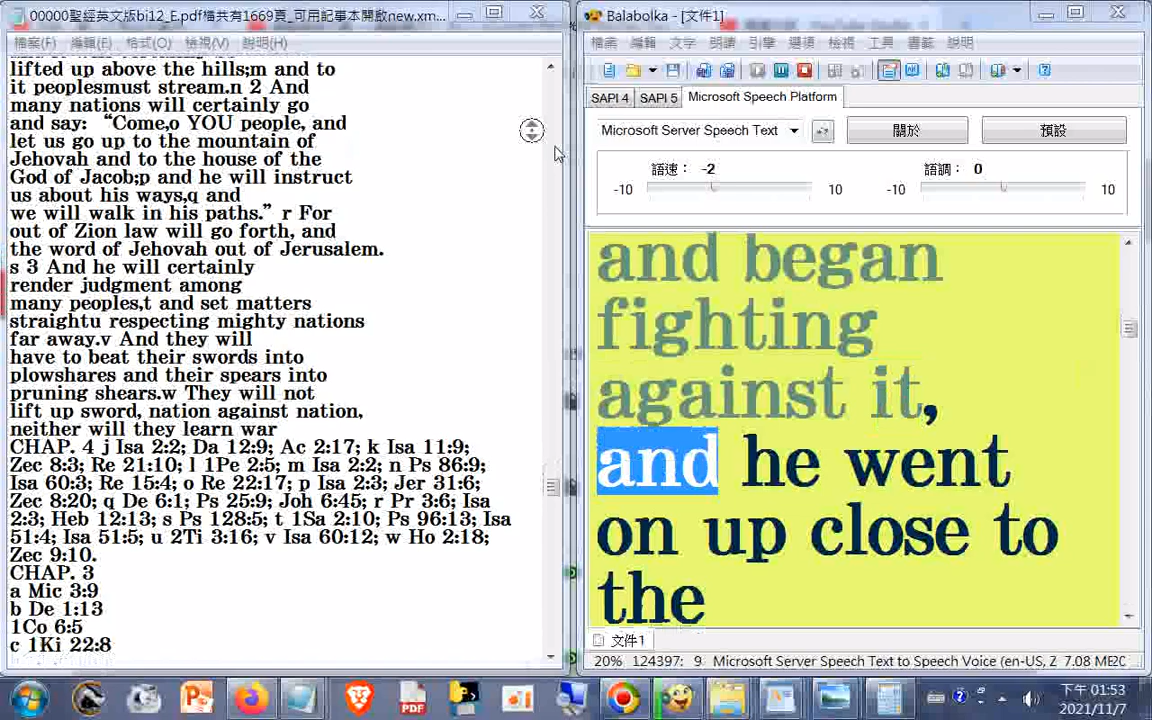 00000聖經英文版bi12_E.pdf檔共有1669頁_可用記事本開啟new.xm...
檔案(F) 編輯(E) 格式(O) 檢視(V) 說明(H)
lifted up above the hills;m and to
it peoplesmust stream.n 2 And
many nations will certainly go
and say: “Come,o YOU people, and
let us go up to the mountain of
Jehovah and to the house of the
God of Jacob;p and he will instruct
us about his ways,q and
we will walk in his paths.” r For
out of Zion law will go forth, and
the word of Jehovah out of Jerusalem.
s 3 And he will certainly
render judgment among
many peoples,t and set matters
straightu respecting mighty nations
far away.v And they will
have to beat their swords into
plowshares and their spears into
pruning shears.w They will not
lift up sword, nation against nation,
neither will they learn war
CHAP. 4 j Isa 2:2; Da 12:9; Ac 2:17; k Isa 11:9;
Zec 8:3; Re 21:10; l 1Pe 2:5; m Isa 2:2; n Ps 86:9;
Isa 60:3; Re 15:4; o Re 22:17; p Isa 2:3; Jer 31:6;
Zec 8:20; q De 6:1; Ps 25:9; Joh 6:45; r Pr 3:6; Isa
2:3; Heb 12:13; s Ps 128:5; t 1Sa 2:10; Ps 96:13; Isa
51:4; Isa 51:5; u 2Ti 3:16; v Isa 60:12; w Ho 2:18;
Zec 9:10.
CHAP. 3
a Mic 3:9
b De 1:13
1Co 6:5
c 1Ki 22:8
Balabolka - [文件1]
檔案 編輯 文字 朗讀 引擎 選項 檢視 工具 書籤 說明
SAPI 4 SAPI 5 Microsoft Speech Platform
Microsoft Server Speech Text 關於 預設
語速： -2 語調： 0
-10 10 -10 10
and began
fighting
against it,
and he went
on up close to
the
文件1
20% 124397: 9 Microsoft Server Speech Text to Speech Voice (en-US, Z 7.08 ME2C
PDF
下午 01:53
2021/11/7